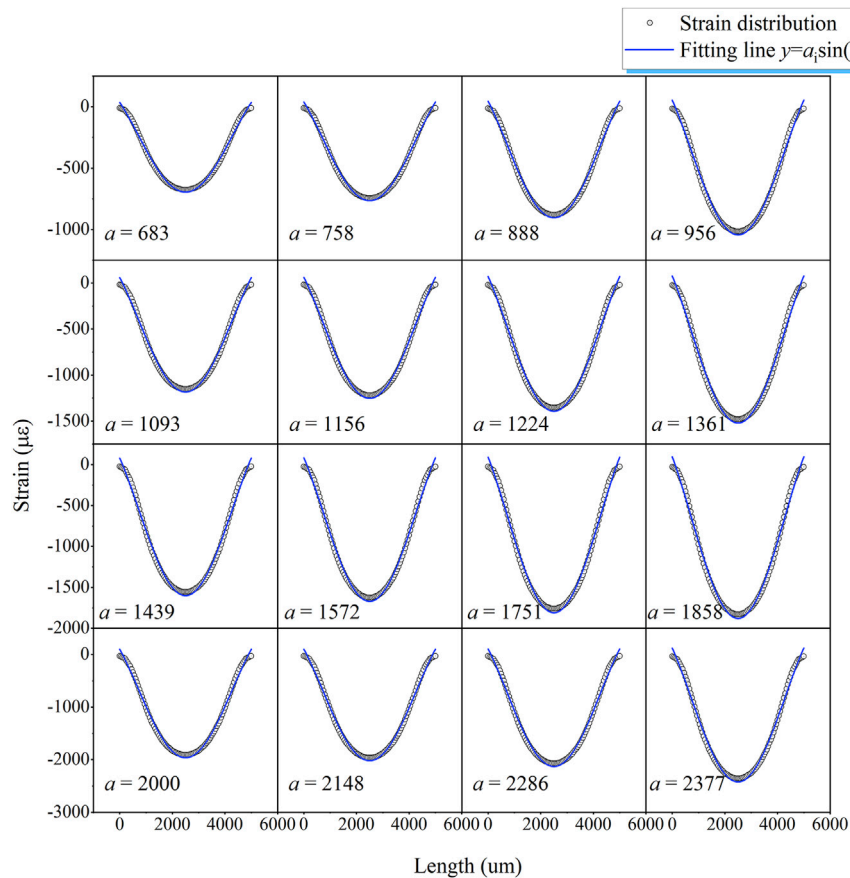 Strain distribution
Fitting line y=aᵢsin(
0
-500
-1000
a = 683
a = 758
a = 888
a = 956
0
-500
-1000
-1500
a = 1093
a = 1156
a = 1224
a = 1361
Strain (με)
0
-500
-1000
-1500
-2000
a = 1439
a = 1572
a = 1751
a = 1858
0
-1000
-2000
-3000
a = 2000
a = 2148
a = 2286
a = 2377
0 2000 4000 6000 0 2000 4000 6000 0 2000 4000 6000 0 2000 4000 6000
Length (um)